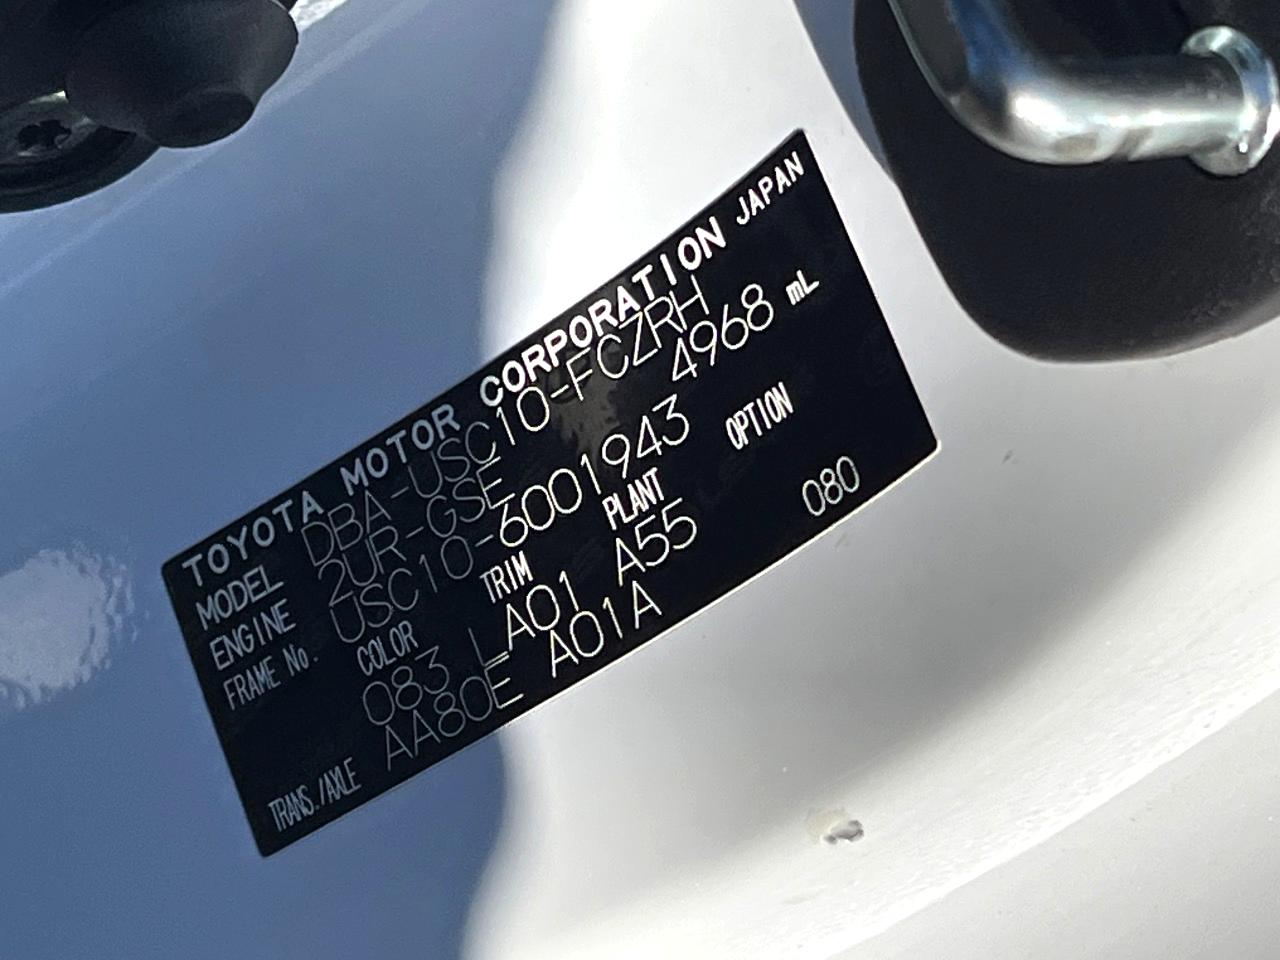 TOYOTA MOTOR CORPORATION JAPAN
MODEL DBA-USC10-FCZRH
ENGINE 2UR-GSE 4968 mL
FRAME No. USC10-6001943
COLOR TRIM PLANT OPTION
083 LA01 A55 080
TRANS./AXLE AA80E A01A